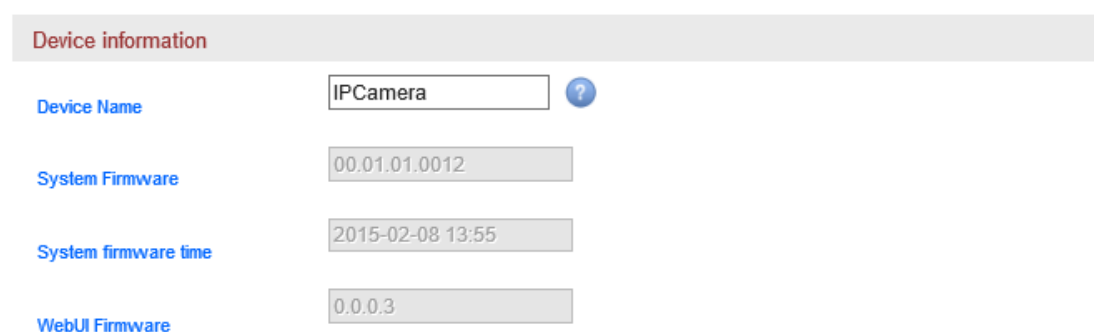 Device information
Device Name
IPCamera
?
System Firmware
00.01.01.0012
System firmware time
2015-02-08 13:55
WebUI Firmware
0.0.0.3